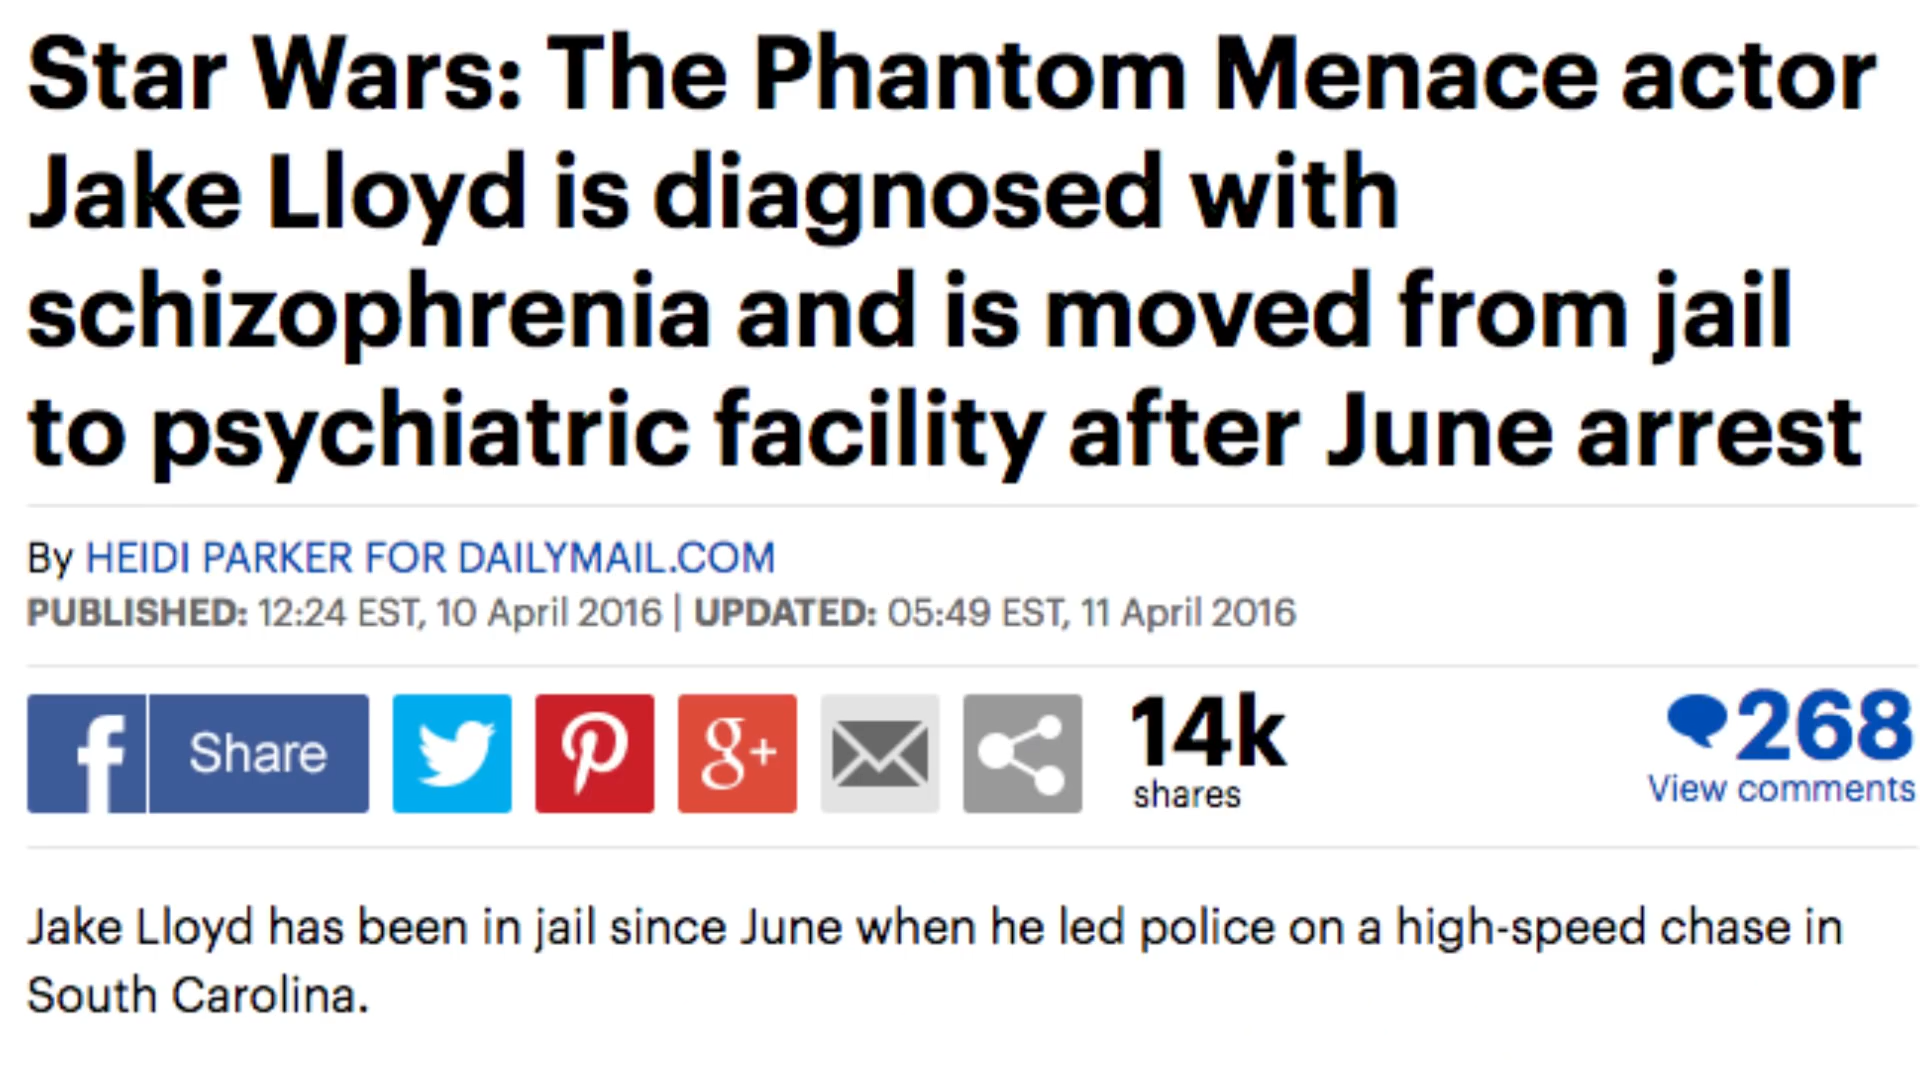 Star Wars: The Phantom Menace actor
Jake Lloyd is diagnosed with
schizophrenia and is moved from jail
to psychiatric facility after June arrest
By HEIDI PARKER FOR DAILYMAIL.COM
PUBLISHED: 12:24 EST, 10 April 2016 | UPDATED: 05:49 EST, 11 April 2016
f Share g+ 14k 268
shares View comments
Jake Lloyd has been in jail since June when he led police on a high-speed chase in
South Carolina.